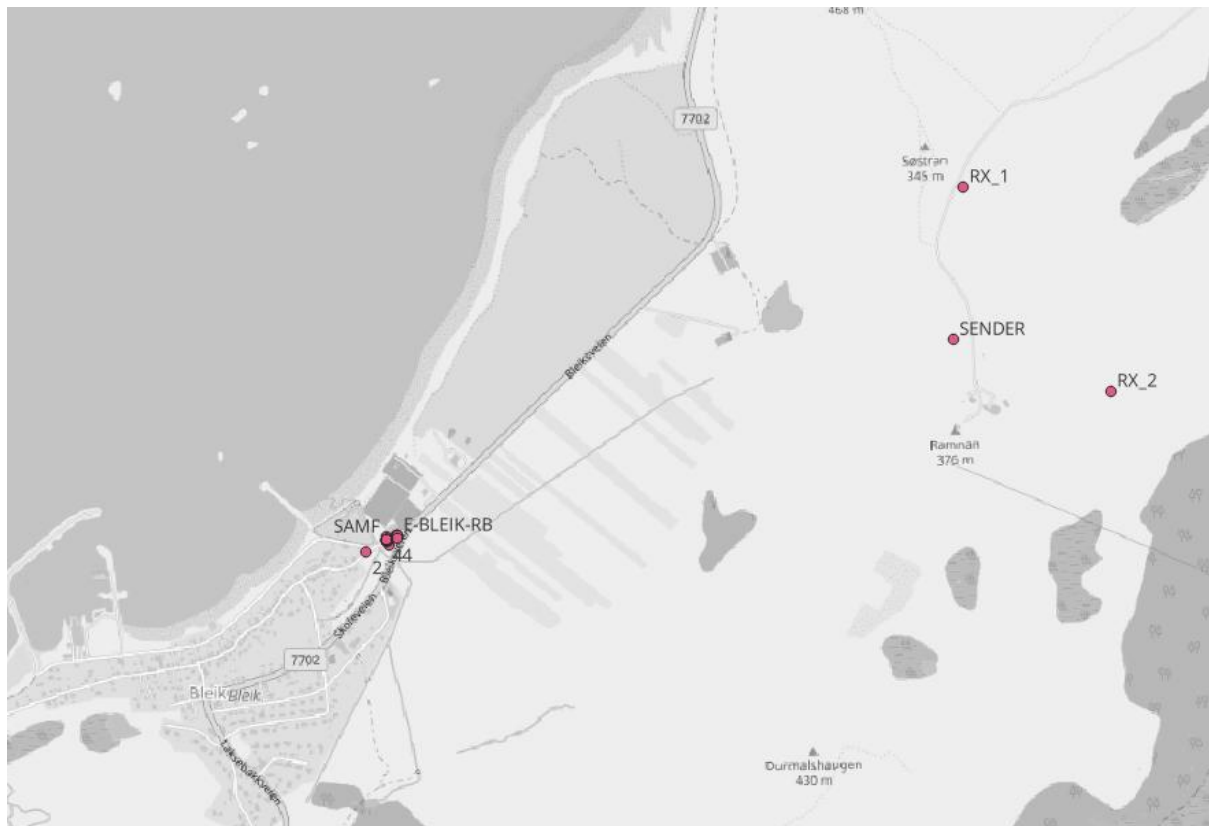 468 m
7702
Søstran
345 m
RX_1
SENDER
RX_2
Bleiksveien
Ramnan
376 m
SAMF
E-BLEIK-RB
2
44
Skoleveien
7702
Bleik
Bleik
Laksebakkveien
Durmalshaugen
430 m